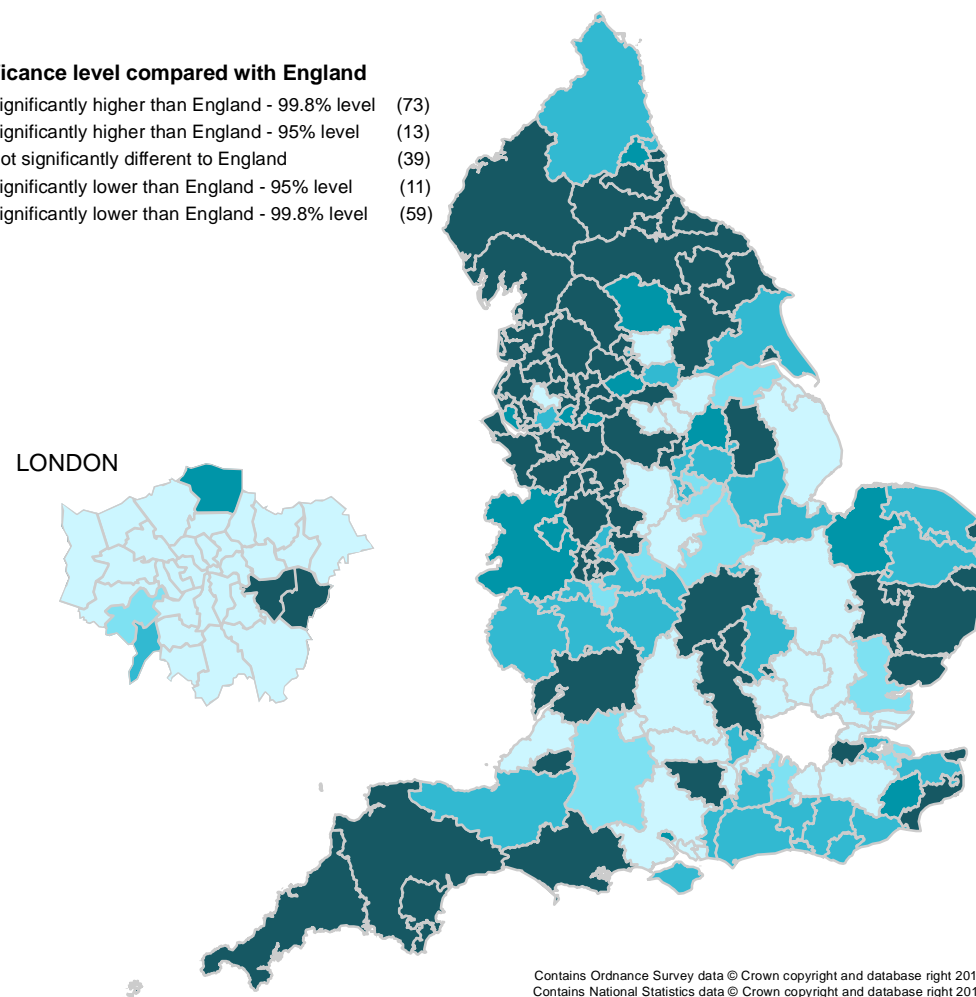 ficance level compared with England
ignificantly higher than England - 99.8% level (73)
ignificantly higher than England - 95% level (13)
ot significantly different to England (39)
ignificantly lower than England - 95% level (11)
ignificantly lower than England - 99.8% level (59)
LONDON
Contains Ordnance Survey data © Crown copyright and database right 201
Contains National Statistics data © Crown copyright and database right 201